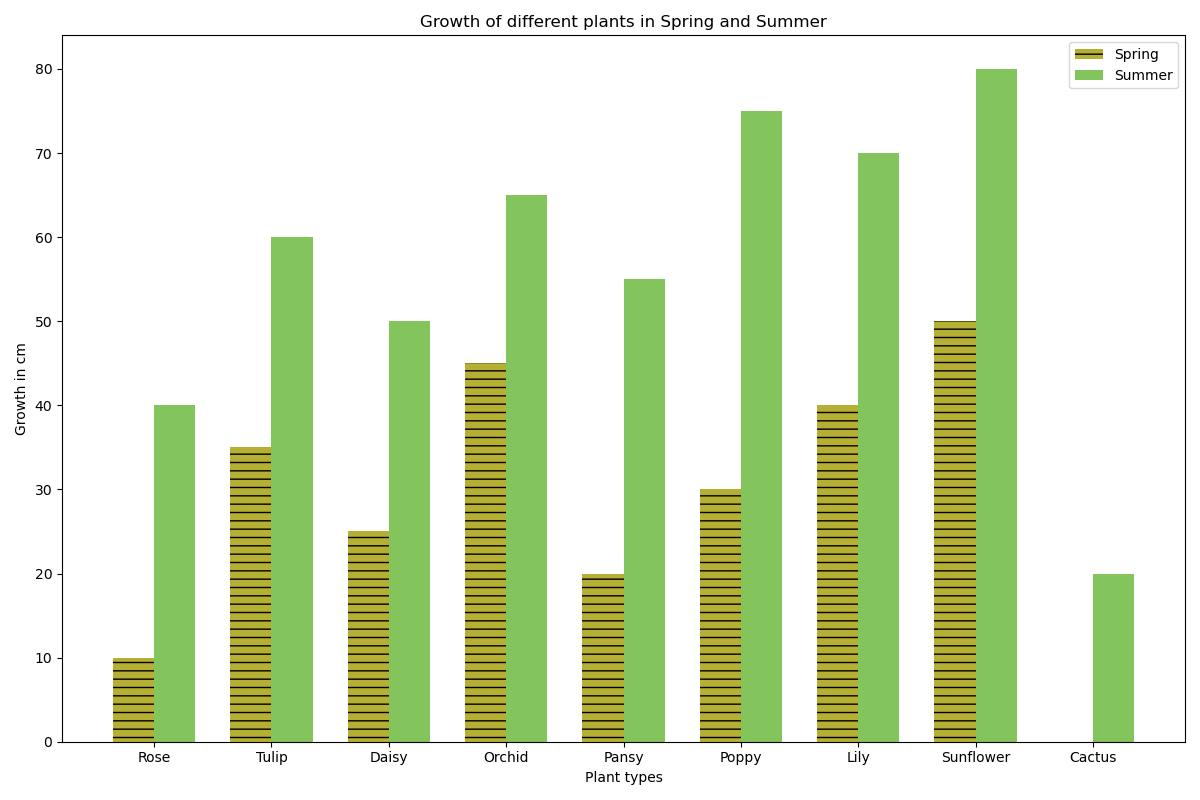 Growth of different plants in Spring and Summer
Spring
Summer
80
70
60
50
40
30
20
10
0
Growth in cm
Rose Tulip Daisy Orchid Pansy Poppy Lily Sunflower Cactus
Plant types